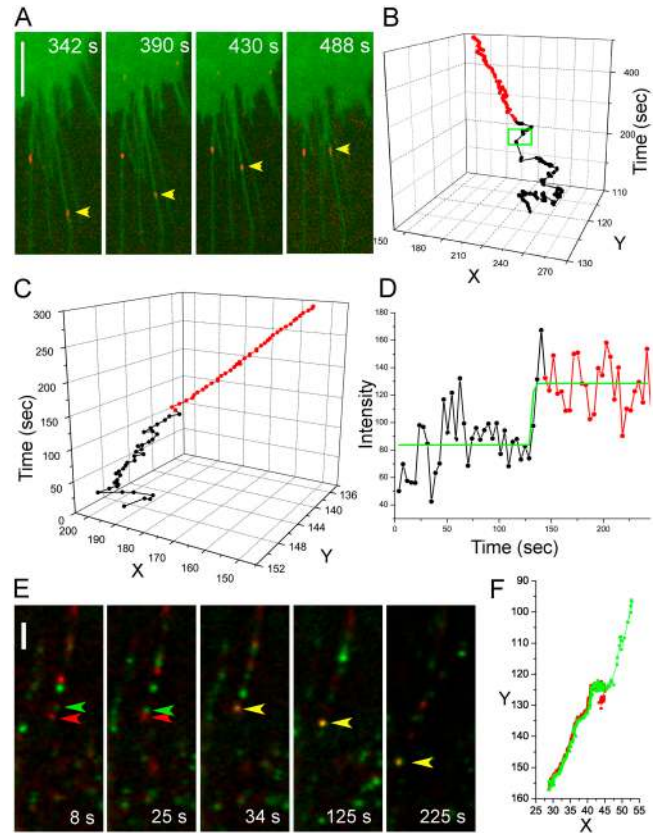 A
342 s
390 s
430 s
488 s
B
400
200
110
120
130
Time (sec)
Y
150
180
210
240
270
X
C
300
250
200
150
100
50
0
Time (sec)
200
190
180
170
160
150
X
136
140
144
148
152
Y
D
160
140
120
100
80
60
40
Intensity
0
50
100
150
200
Time (sec)
E
8 s
25 s
34 s
125 s
225 s
F
90
100
110
120
130
140
150
160
Y
25
30
35
40
45
50
55
X